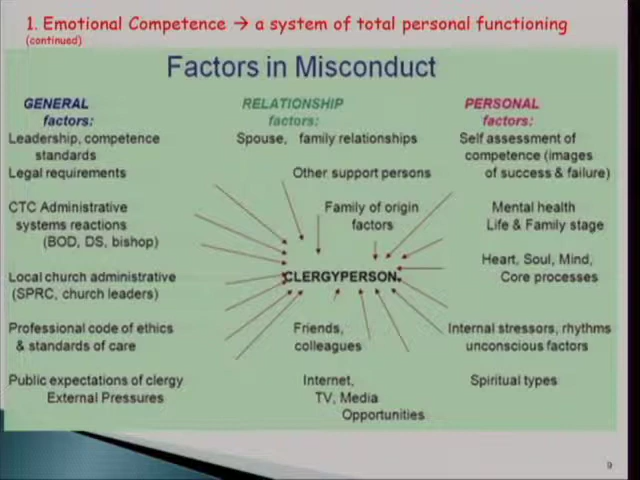 1. Emotional Competence → a system of total personal functioning
(continued)
Factors in Misconduct
GENERAL
factors:
Leadership, competence
standards
Legal requirements
CTC Administrative
systems reactions
(BOD, DS, bishop)
Local church administrative
(SPRC, church leaders)
Professional code of ethics
& standards of care
Public expectations of clergy
External Pressures
RELATIONSHIP
factors:
Spouse, family relationships
Other support persons
Family of origin
factors
CLERGYPERSON
Friends,
colleagues
Internet,
TV, Media
Opportunities
PERSONAL
factors:
Self assessment of
competence (images
of success & failure)
Mental health
Life & Family stage
Heart, Soul, Mind,
Core processes
Internal stressors, rhythms
unconscious factors
Spiritual types
9